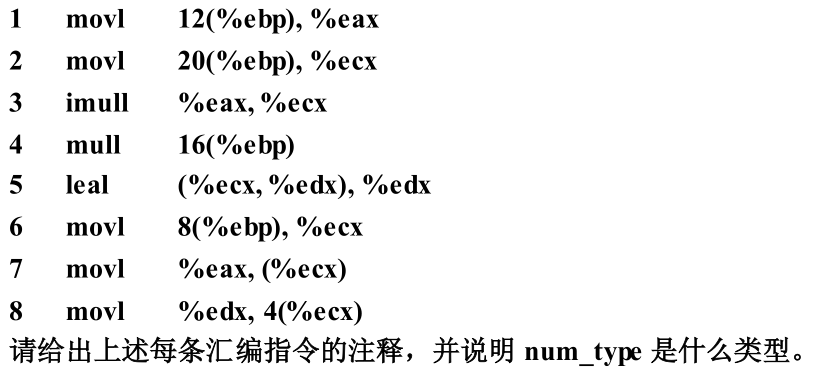 1 movl 12(%ebp), %eax
2 movl 20(%ebp), %ecx
3 imull %eax, %ecx
4 mull 16(%ebp)
5 leal (%ecx, %edx), %edx
6 movl 8(%ebp), %ecx
7 movl %eax, (%ecx)
8 movl %edx, 4(%ecx)
请给出上述每条汇编指令的注释，并说明 num_type 是什么类型。